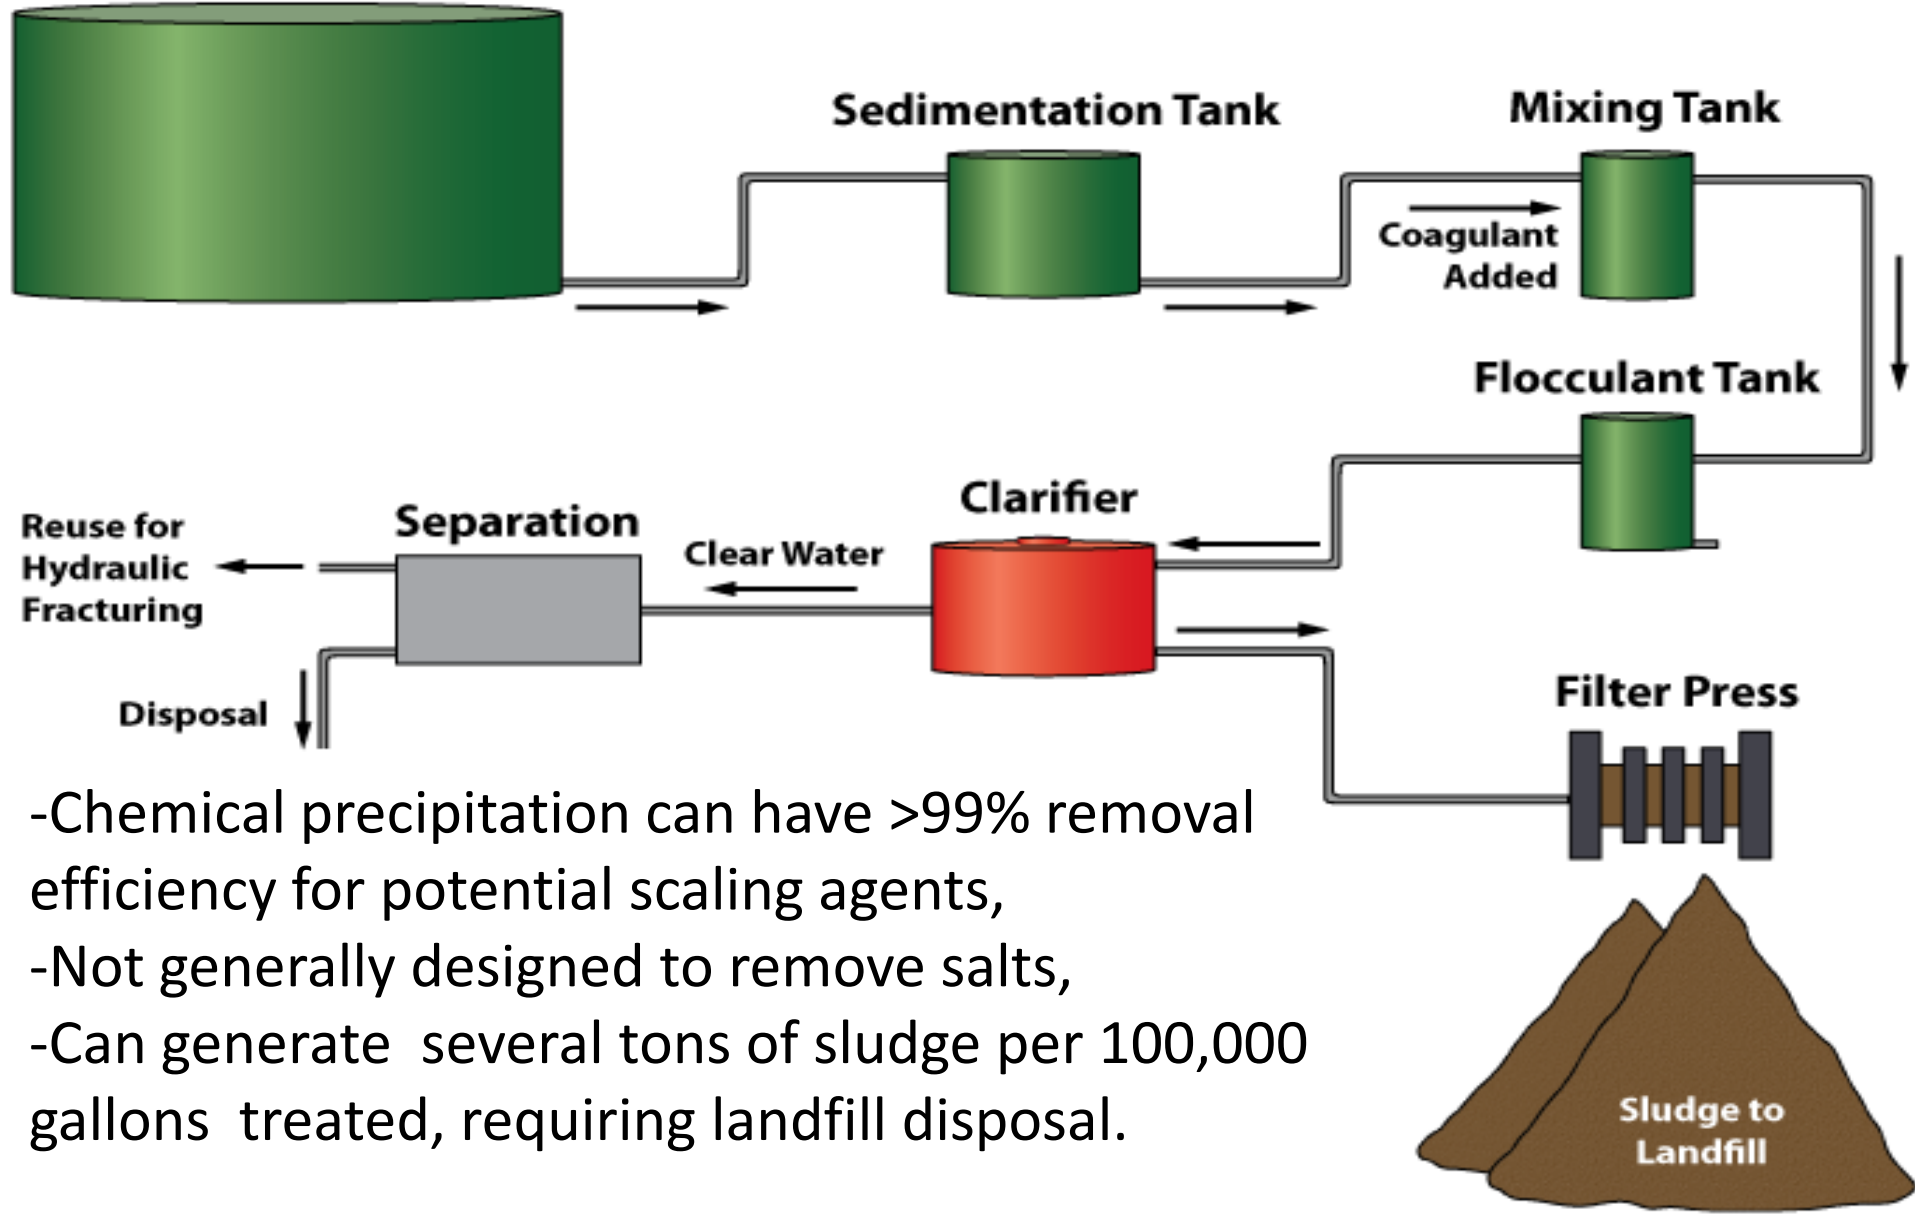 Sedimentation Tank
Mixing Tank
Coagulant
Added
Flocculant Tank
Clarifier
Separation
Clear Water
Reuse for
Hydraulic
Fracturing
Disposal
Filter Press
-Chemical precipitation can have >99% removal
efficiency for potential scaling agents,
-Not generally designed to remove salts,
-Can generate  several tons of sludge per 100,000
gallons  treated, requiring landfill disposal.
Sludge to
Landfill